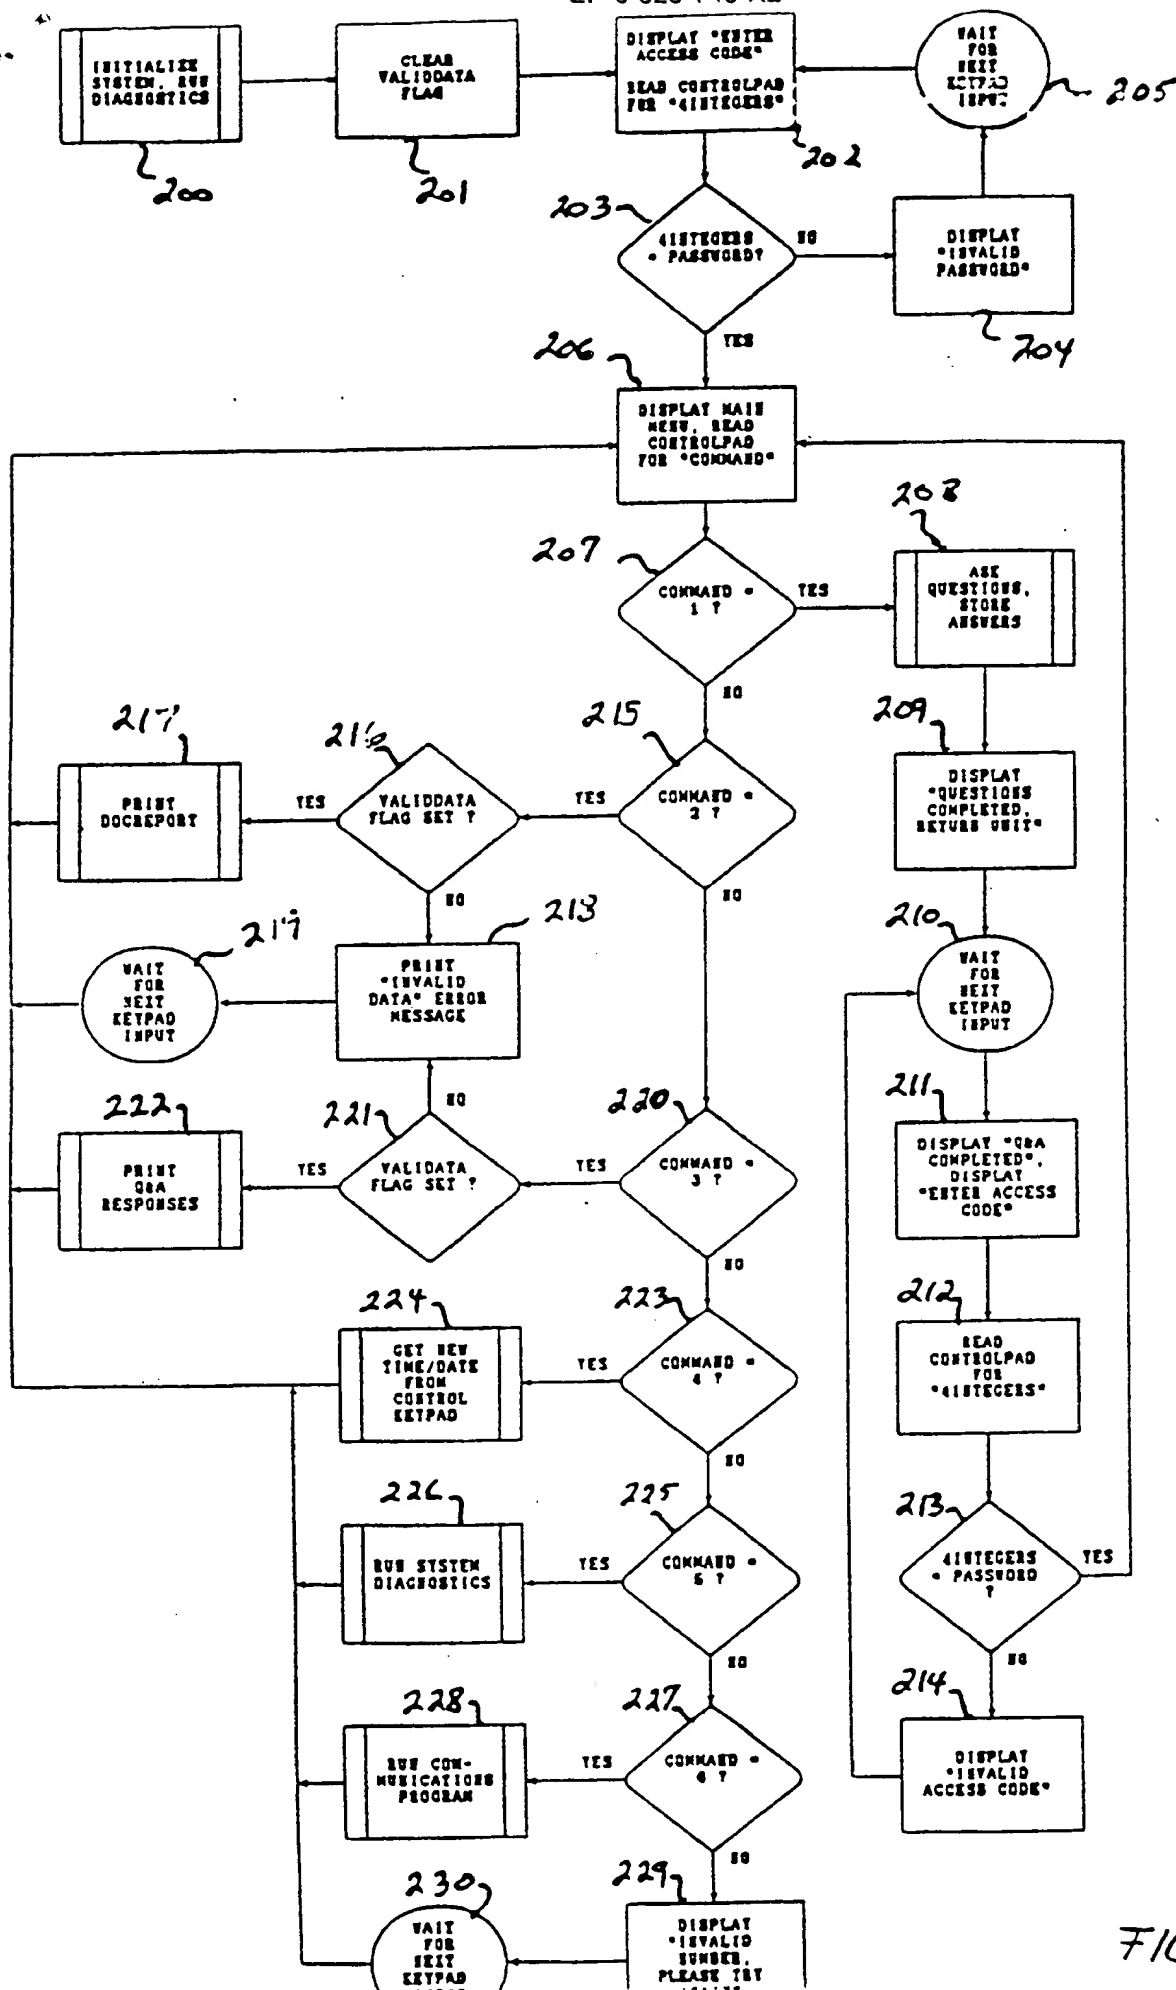 INITIALIZE
SYSTEM, RUN
DIAGNOSTICS
200
CLEAR
VALIDDATA
FLAG
201
DISPLAY "ENTER
ACCESS CODE"
READ CONTROLPAD
FOR "4INTEGERS"
202
WAIT
FOR
NEXT
KEYPAD
INPUT
205
203
4INTEGERS
= PASSWORD?
NO
YES
DISPLAY
"INVALID
PASSWORD"
204
206
DISPLAY MAIN
MENU, READ
CONTROLPAD
FOR "COMMAND"
207
COMMAND =
1 ?
YES
NO
208
ASK
QUESTIONS,
STORE
ANSWERS
209
DISPLAY
"QUESTIONS
COMPLETED,
RETURN UNIT"
210
WAIT
FOR
NEXT
KEYPAD
INPUT
211
DISPLAY "Q&A
COMPLETED",
DISPLAY
"ENTER ACCESS
CODE"
212
READ
CONTROLPAD
FOR
"4INTEGERS"
213
4INTEGERS
= PASSWORD
?
YES
NO
214
DISPLAY
"INVALID
ACCESS CODE"
215
COMMAND =
2 ?
YES
NO
216
VALIDDATA
FLAG SET ?
YES
NO
217
PRINT
DOCREPORT
218
PRINT
"INVALID
DATA" ERROR
MESSAGE
219
WAIT
FOR
NEXT
KEYPAD
INPUT
220
COMMAND =
3 ?
YES
NO
221
VALIDATA
FLAG SET ?
YES
NO
222
PRINT
Q&A
RESPONSES
223
COMMAND =
4 ?
YES
NO
224
GET NEW
TIME/DATE
FROM
CONTROL
KEYPAD
225
COMMAND =
5 ?
YES
NO
226
RUN SYSTEM
DIAGNOSTICS
227
COMMAND =
6 ?
YES
NO
228
RUN COM-
MUNICATIONS
PROGRAM
229
DISPLAY
"INVALID
NUMBER,
PLEASE TRY
230
WAIT
FOR
NEXT
KEYPAD